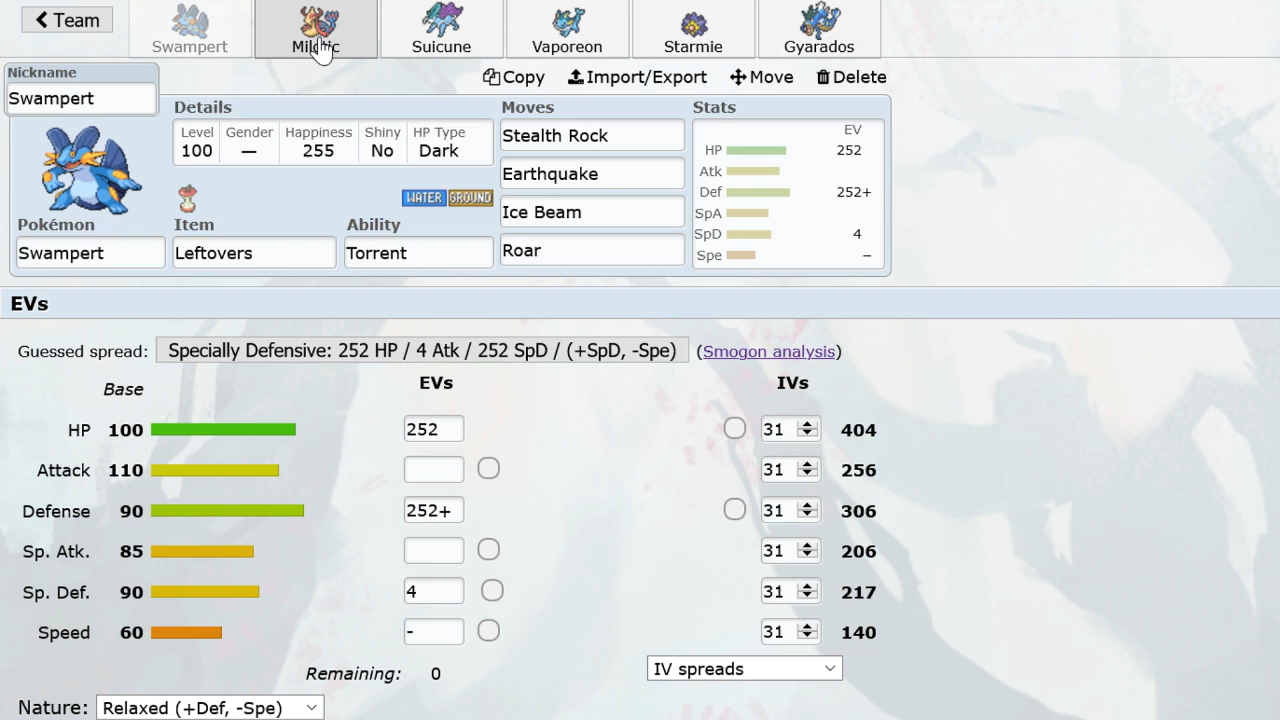 Team
Swampert
Milotic
Suicune
Vaporeon
Starmie
Gyarados
Nickname
Swampert
Copy
Import/Export
Move
Delete
Details
Moves
Stats
Level Gender Happiness Shiny HP Type
100 — 255 No Dark
Stealth Rock
Earthquake
Ice Beam
Roar
EV
HP 252
Atk
Def 252+
SpA
SpD 4
Spe –
WATER GROUND
Pokémon
Swampert
Item
Leftovers
Ability
Torrent
EVs
Guessed spread: Specially Defensive: 252 HP / 4 Atk / 252 SpD / (+SpD, -Spe) (Smogon analysis)
Base EVs IVs
HP 100 252 31 404
Attack 110 31 256
Defense 90 252+ 31 306
Sp. Atk. 85 31 206
Sp. Def. 90 4 31 217
Speed 60 - 31 140
Remaining: 0
IV spreads
Nature: Relaxed (+Def, -Spe)